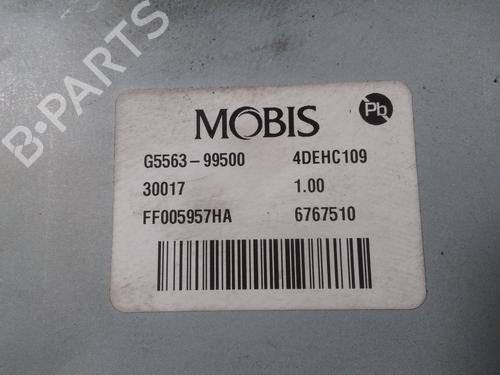 B-PARTS
Pb
MOBIS
G5563-99500 4DEHC109
30017 1.00
FF005957HA 6767510